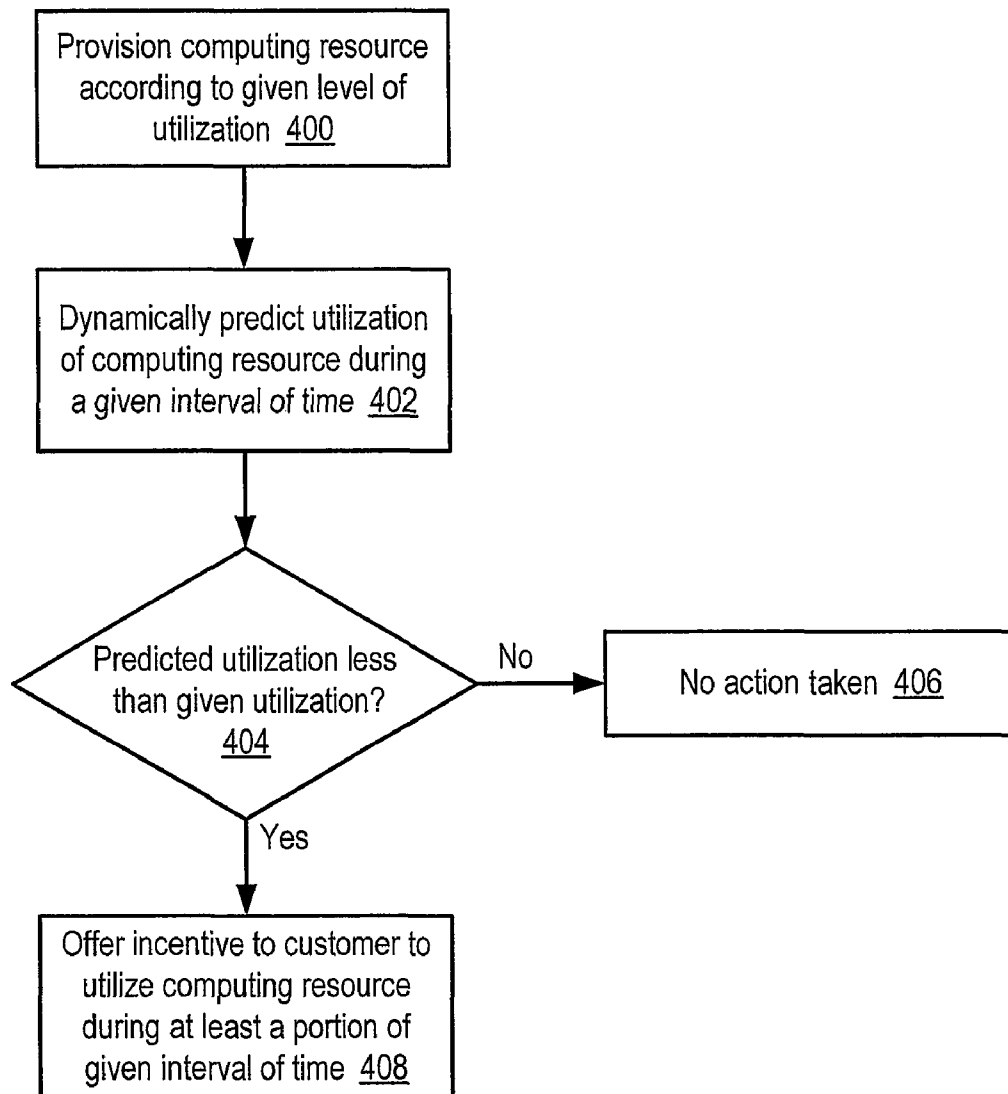 Provision computing resource
according to given level of
utilization 400
Dynamically predict utilization
of computing resource during
a given interval of time 402
Predicted utilization less
than given utilization?
404
No
No action taken 406
Yes
Offer incentive to customer to
utilize computing resource
during at least a portion of
given interval of time 408